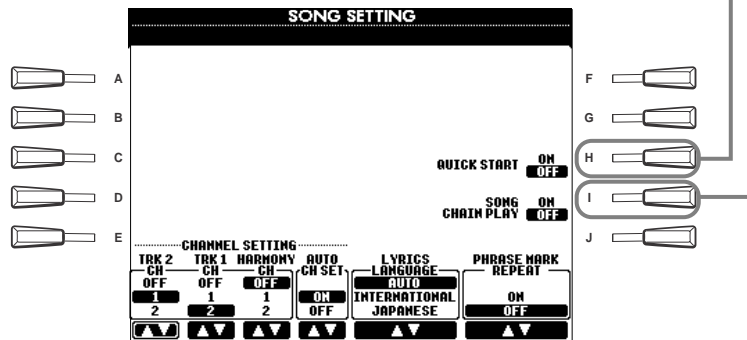 SONG SETTING
A
F
B
G
C
QUICK START ON
OFF
H
D
SONG ON
CHAIN PLAY OFF
I
E
J
CHANNEL SETTING
TRK 2 TRK 1 HARMONY AUTO LYRICS PHRASE MARK
CH CH CH CH SET LANGUAGE REPEAT
OFF OFF OFF AUTO
1 1 1 ON INTERNATIONAL ON
2 2 2 OFF JAPANESE OFF